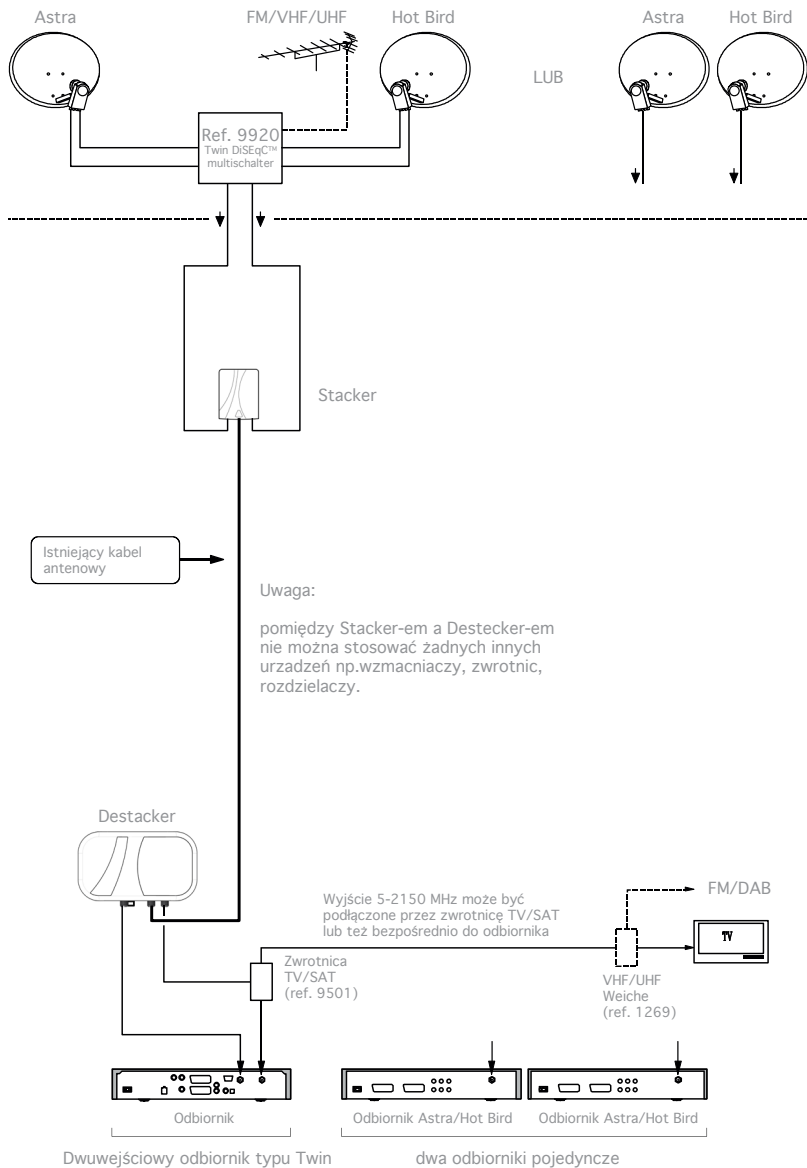 Astra
FM/VHF/UHF
Hot Bird
Astra
Hot Bird
LUB
Ref. 9920
Twin DiSEqC™
multischalter
Stacker
Istniejący kabel
antenowy
Uwaga:
pomiędzy Stacker-em a Destecker-em
nie można stosować żadnych innych
urzadzeń np.wzmacniaczy, zwrotnic,
rozdzielaczy.
Destacker
Wyjście 5-2150 MHz może być
podłączone przez zwrotnicę TV/SAT
lub też bezpośrednio do odbiornika
FM/DAB
TV
Zwrotnica
TV/SAT
(ref. 9501)
VHF/UHF
Weiche
(ref. 1269)
Odbiornik
Odbiornik Astra/Hot Bird
Odbiornik Astra/Hot Bird
Dwuwejściowy odbiornik typu Twin
dwa odbiorniki pojedyncze